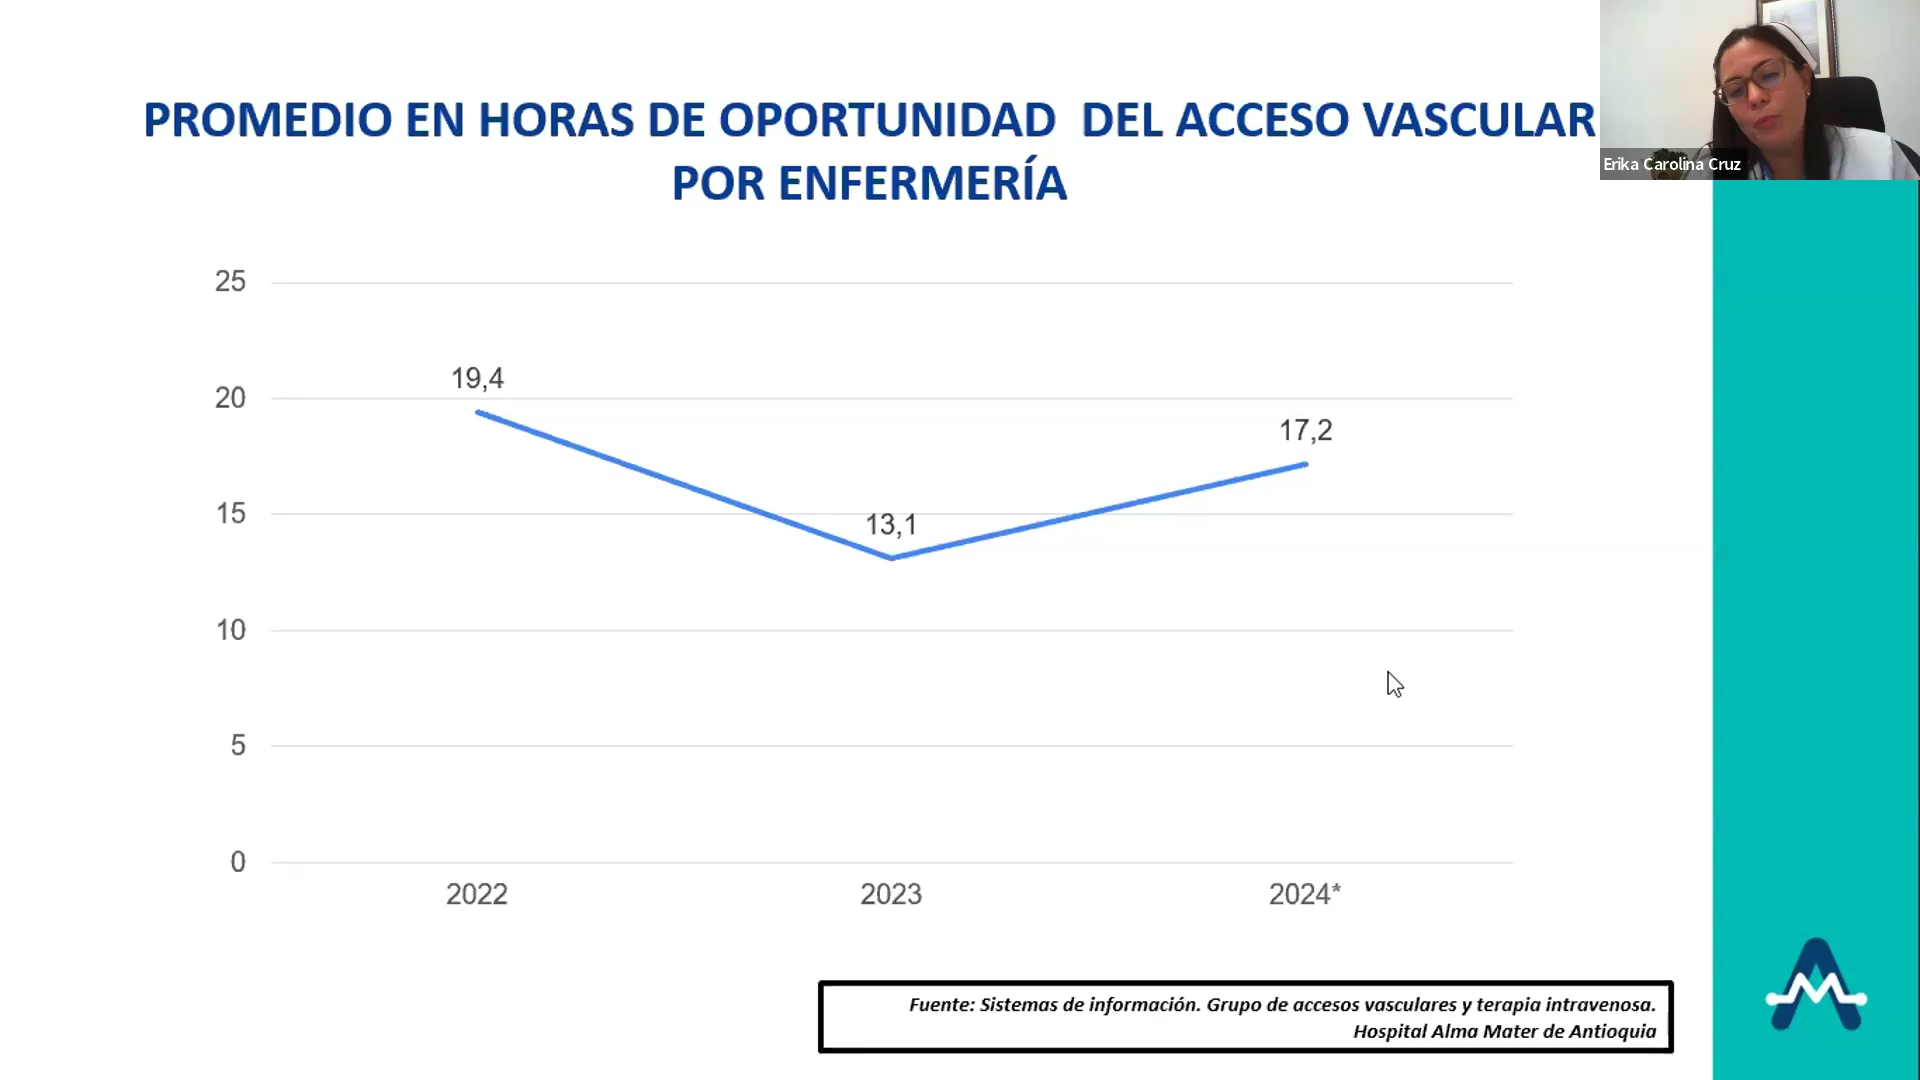 PROMEDIO EN HORAS DE OPORTUNIDAD  DEL ACCESO VASCULAR
POR ENFERMERÍA
Erika Carolina Cruz
25
20
15
10
5
0
19,4
13,1
17,2
2022
2023
2024*
Fuente: Sistemas de información. Grupo de accesos vasculares y terapia intravenosa.
Hospital Alma Mater de Antioquia